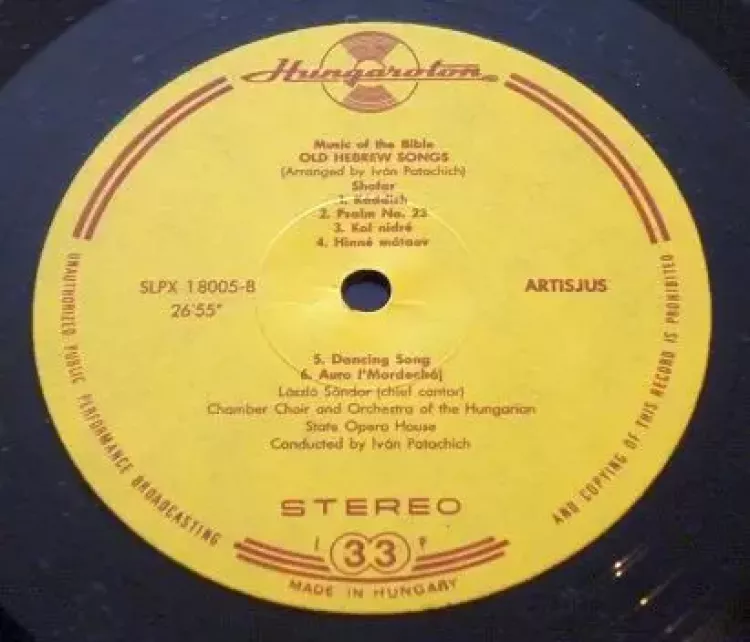 Hungaroton®
Music of the Bible
OLD HEBREW SONGS
(Arranged by Iván Patachich)
Shofar
1. Kaddish
2. Psalm No. 23
3. Kol nidré
4. Hinné mátaov
SLPX 18005-B
26'55"
ARTISJUS
5. Dancing Song
6. Auro l'Mordecháj
László Sándor (chief cantor)
Chamber Choir and Orchestra of the Hungarian
State Opera House
Conducted by Iván Patachich
STEREO
LP
33
MADE IN HUNGARY
UNAUTHORIZED PUBLIC PERFORMANCE BROADCASTING
AND COPYING OF THIS RECORD IS PROHIBITED